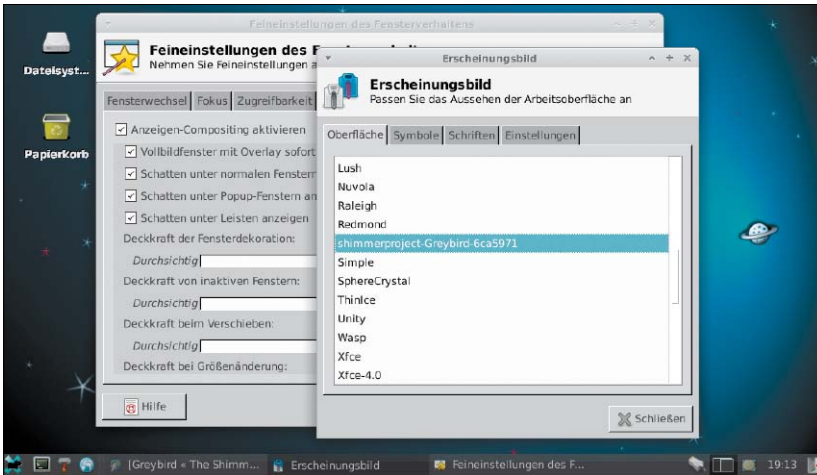 Feineinstellungen des Fensterverhaltens
Feineinstellungen des F
Nehmen Sie Feineinstellungen a
Fensterwechsel Fokus Zugreifbarkeit
Anzeigen-Compositing aktivieren
Vollbildfenster mit Overlay sofort
Schatten unter normalen Fenstern
Schatten unter Popup-Fenstern an
Schatten unter Leisten anzeigen
Deckkraft der Fensterdekoration:
Durchsichtig
Deckkraft von inaktiven Fenstern:
Durchsichtig
Deckkraft beim Verschieben:
Durchsichtig
Deckkraft bei Größenänderung:
Hilfe
Erscheinungsbild
Erscheinungsbild
Passen Sie das Aussehen der Arbeitsoberfläche an
Oberfläche Symbole Schriften Einstellungen
Lush
Nuvola
Raleigh
Redmond
shimmerproject-Greybird-6ca5971
Simple
SphereCrystal
ThinIce
Unity
Wasp
Xfce
Xfce-4.0
Schließen
Dateisyst...
Papierkorb
[Greybird « The Shimm... Erscheinungsbild Feineinstellungen des F... 19:13